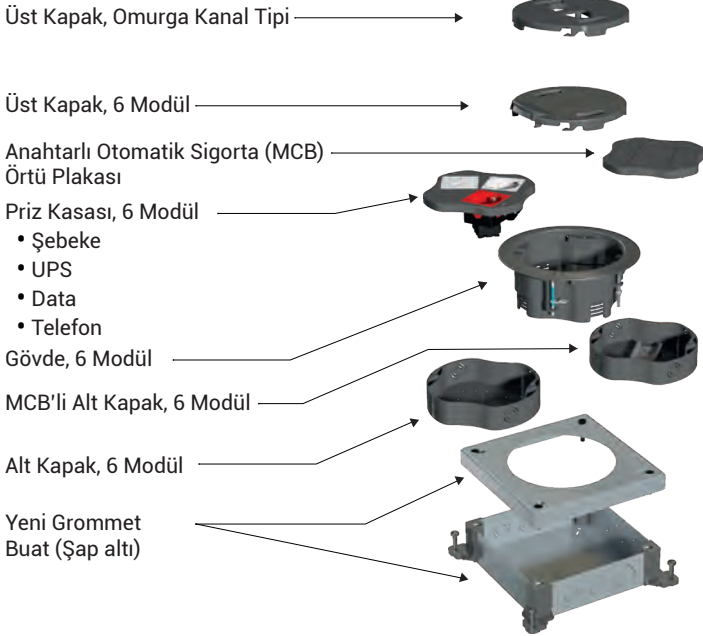 Üst Kapak, Omurga Kanal Tipi
Üst Kapak, 6 Modül
Anahtarlı Otomatik Sigorta (MCB)
Örtü Plakası
Priz Kasası, 6 Modül
• Şebeke
• UPS
• Data
• Telefon
Gövde, 6 Modül
MCB'li Alt Kapak, 6 Modül
Alt Kapak, 6 Modül
Yeni Grommet
Buat (Şap altı)